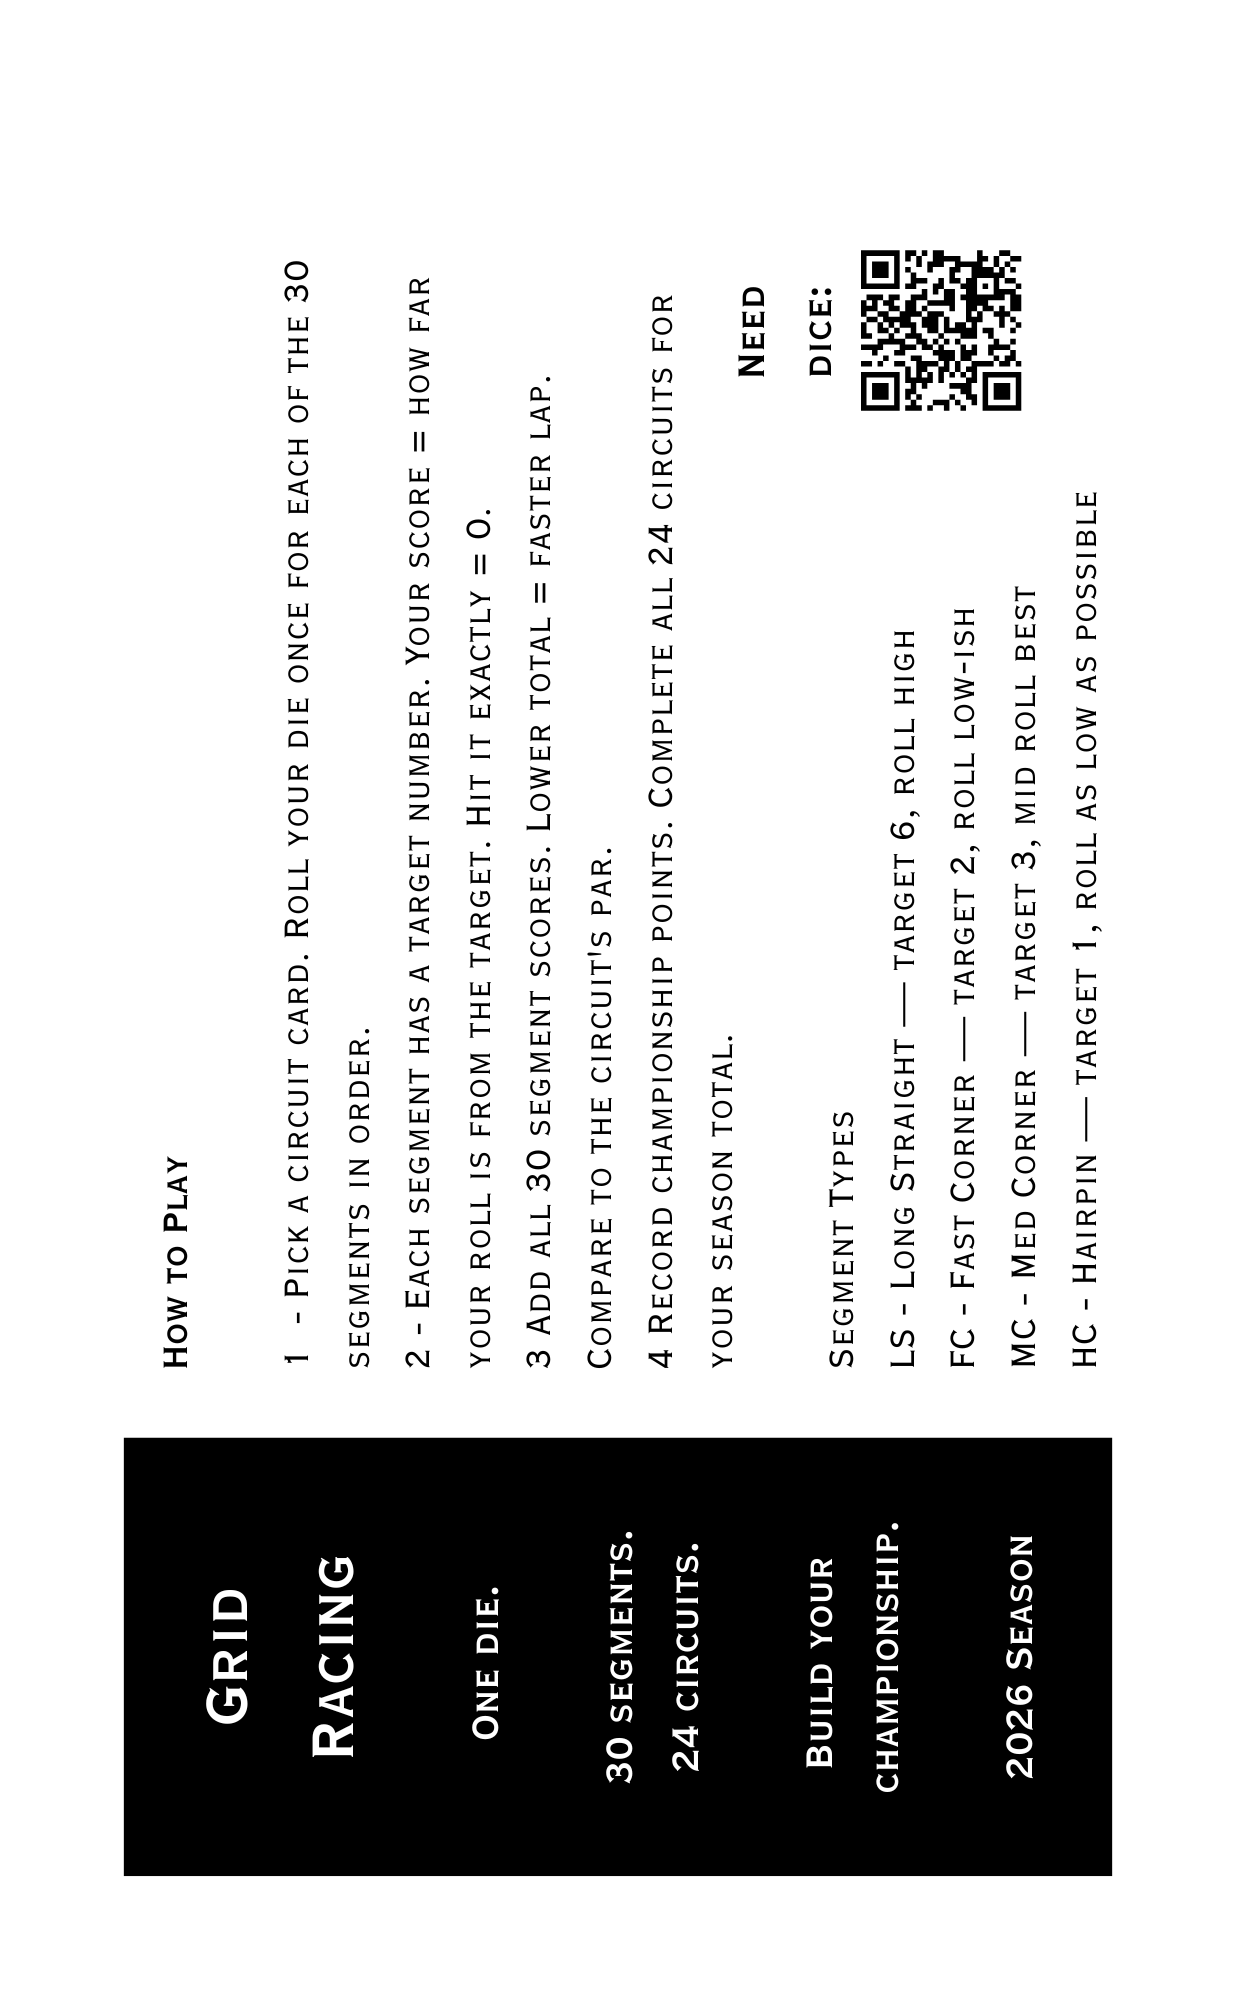 Grid
Racing
One die.
30 segments.
24 circuits.
Build your
championship.
2026 Season
How to Play
1 - Pick a circuit card. Roll your die once for each of the 30
segments in order.
2 - Each segment has a target number. Your score = how far
your roll is from the target. Hit it exactly = 0.
3 Add all 30 segment scores. Lower total = faster lap.
Compare to the circuit's par.
4 Record championship points. Complete all 24 circuits for
your season total.
Need
dice:
Segment Types
LS - Long Straight — target 6, roll high
FC - Fast Corner — target 2, roll low-ish
MC - Med Corner — target 3, mid roll best
HC - Hairpin — target 1, roll as low as possible